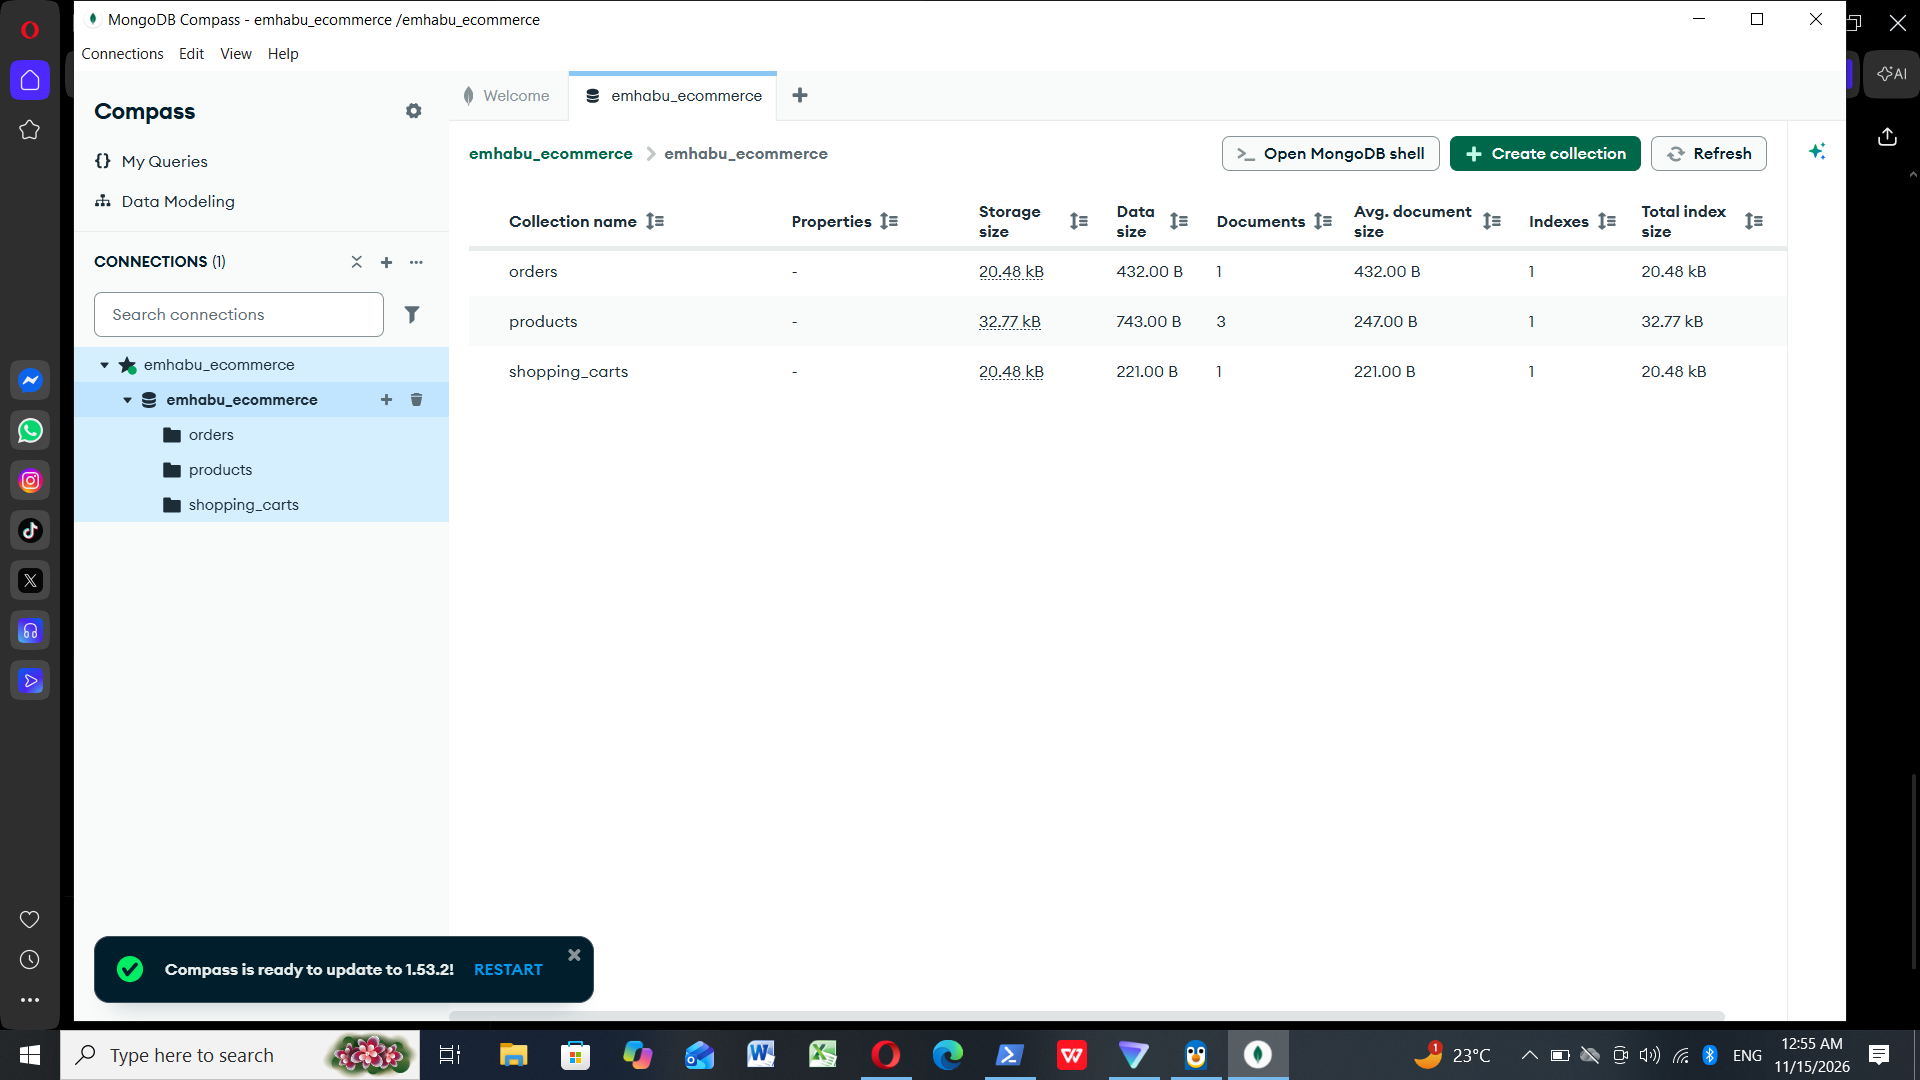 MongoDB Compass - emhabu_ecommerce /emhabu_ecommerce
Connections Edit View Help
AI
Compass
My Queries
Data Modeling
CONNECTIONS (1)
Search connections
emhabu_ecommerce
emhabu_ecommerce
orders
products
shopping_carts
Welcome emhabu_ecommerce
emhabu_ecommerce > emhabu_ecommerce
>_ Open MongoDB shell + Create collection Refresh
Collection name Properties Storage size Data size Documents Avg. document size Indexes Total index size
orders - 20.48 kB 432.00 B 1 432.00 B 1 20.48 kB
products - 32.77 kB 743.00 B 3 247.00 B 1 32.77 kB
shopping_carts - 20.48 kB 221.00 B 1 221.00 B 1 20.48 kB
Compass is ready to update to 1.53.2! RESTART
Type here to search
1
23°C
ENG
12:55 AM
11/15/2026